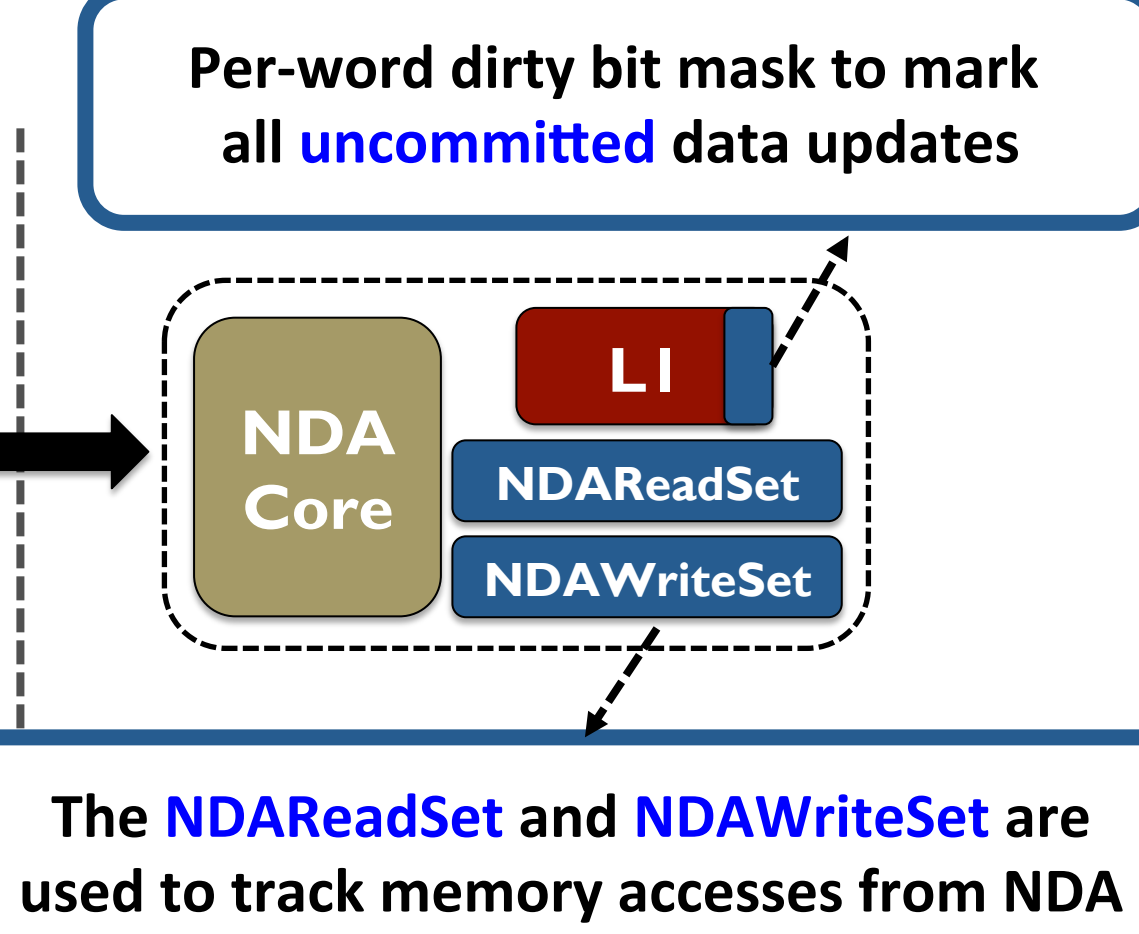 Per-word dirty bit mask to mark
all uncommitted data updates
NDA
Core
L1
NDAReadSet
NDAWriteSet
The NDAReadSet and NDAWriteSet are
used to track memory accesses from NDA